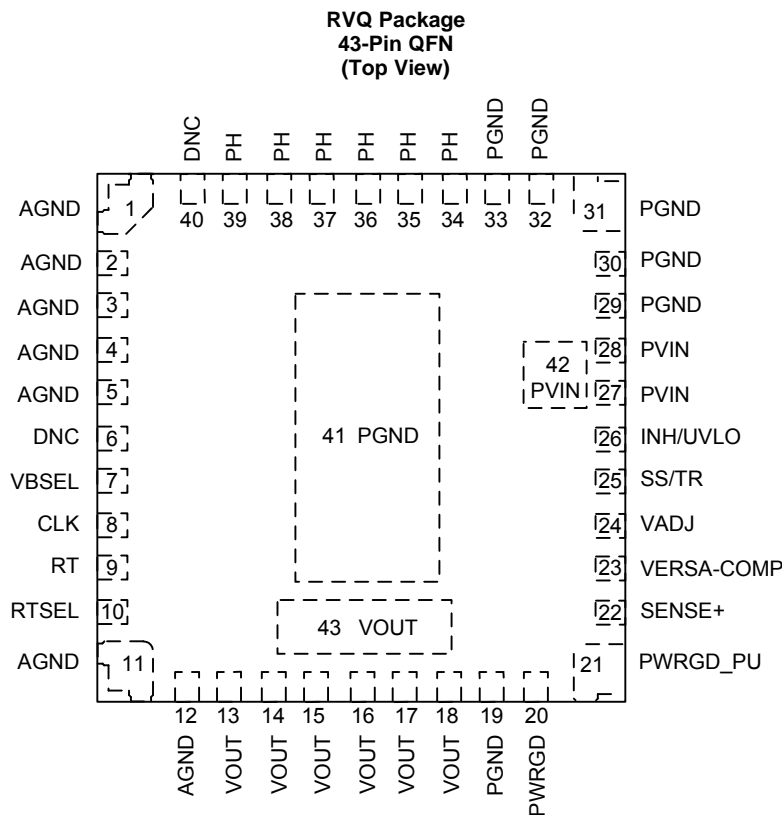 RVQ Package
43-Pin QFN
(Top View)
DNC
PH
PH
PH
PH
PH
PH
PGND
PGND
40 39 38 37 36 35 34 33 32
AGND 1 31 PGND
AGND 2 30 PGND
AGND 3 29 PGND
AGND 4 28 PVIN
AGND 5 27 PVIN
42
PVIN
DNC 6 26 INH/UVLO
41 PGND
VBSEL 7 25 SS/TR
CLK 8 24 VADJ
RT 9 23 VERSA-COMP
RTSEL 10 22 SENSE+
43 VOUT
AGND 11 21 PWRGD_PU
12 13 14 15 16 17 18 19 20
AGND
VOUT
VOUT
VOUT
VOUT
VOUT
VOUT
PGND
PWRGD